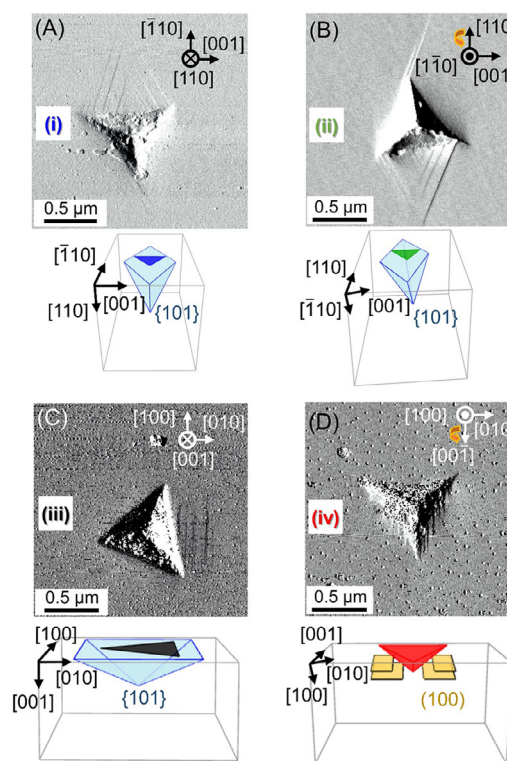 (A)
[1̄10]
[001]
[110]
(i)
0.5 µm
[1̄10]
[001]
[110]
{101}
(B)
[110]
[11̄0]
[001]
(ii)
0.5 µm
[110]
[001]
[1̄10]
{101}
(C)
[100]
[010]
[001]
(iii)
0.5 µm
[100]
[010]
[001]
{101}
(D)
[100]
[010]
[001̄]
(iv)
0.5 µm
[001]
[010]
[100]
(100)